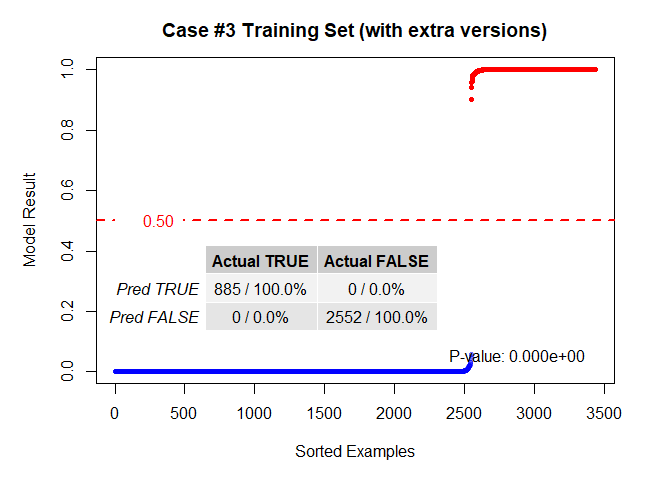 Case #3 Training Set (with extra versions)
Model Result
1.0
0.8
0.6
0.4
0.2
0.0
0.50
Actual TRUE Actual FALSE
Pred TRUE 885 / 100.0% 0 / 0.0%
Pred FALSE 0 / 0.0% 2552 / 100.0%
P-value: 0.000e+00
0 500 1000 1500 2000 2500 3000 3500
Sorted Examples